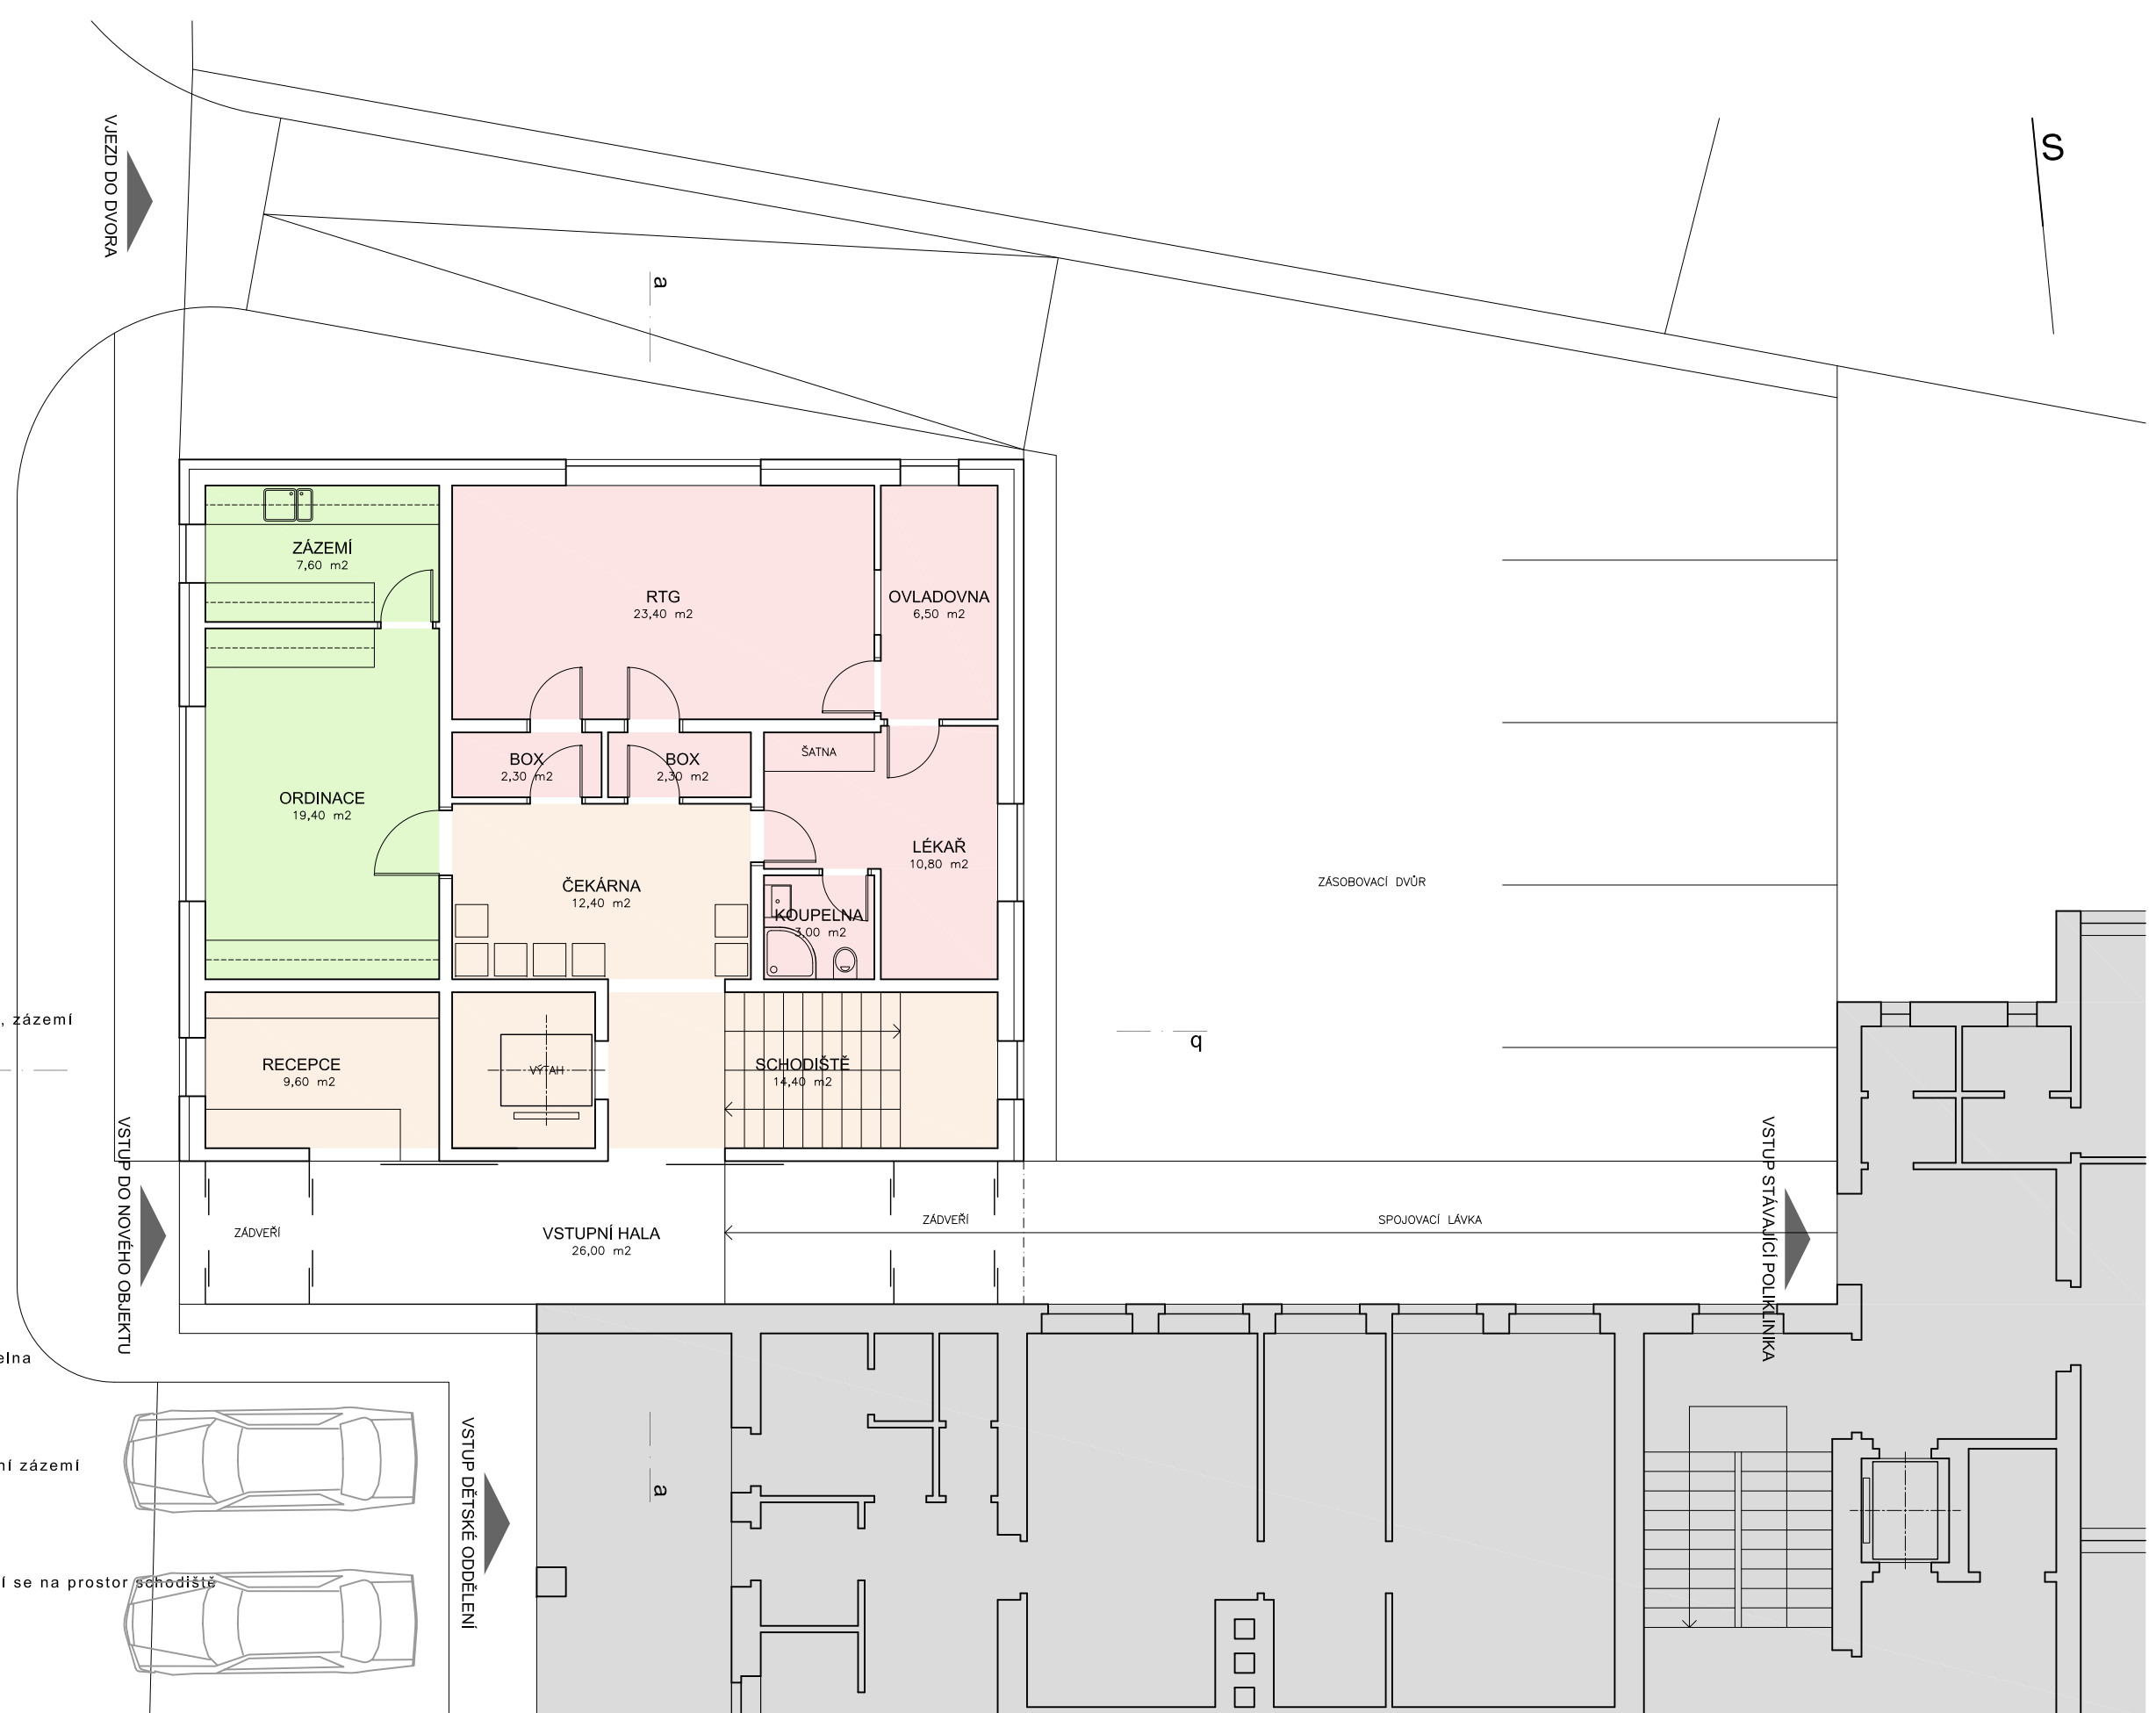 S
VJEZD DO DVORA
a
ZÁZEMÍ
7,60 m2
RTG
23,40 m2
OVLADOVNA
6,50 m2
BOX
2,30 m2
BOX
2,30 m2
ŠATNA
ORDINACE
19,40 m2
LÉKAŘ
10,80 m2
ČEKÁRNA
12,40 m2
KOUPELNA
3,00 m2
ZÁSOBOVACÍ DVŮR
, zázemí
q
RECEPCE
9,60 m2
VÝTAH
SCHODIŠTĚ
14,40 m2
VSTUP DO NOVÉHO OBJEKTU
ZÁDVEŘÍ
VSTUPNÍ HALA
26,00 m2
ZÁDVEŘÍ
SPOJOVACÍ LÁVKA
VSTUP STÁVAJÍCÍ POLIKLINIKA
elna
ní zázemí
VSTUP DĚTSKÉ ODDĚLENÍ
a
í se na prostor schodiště